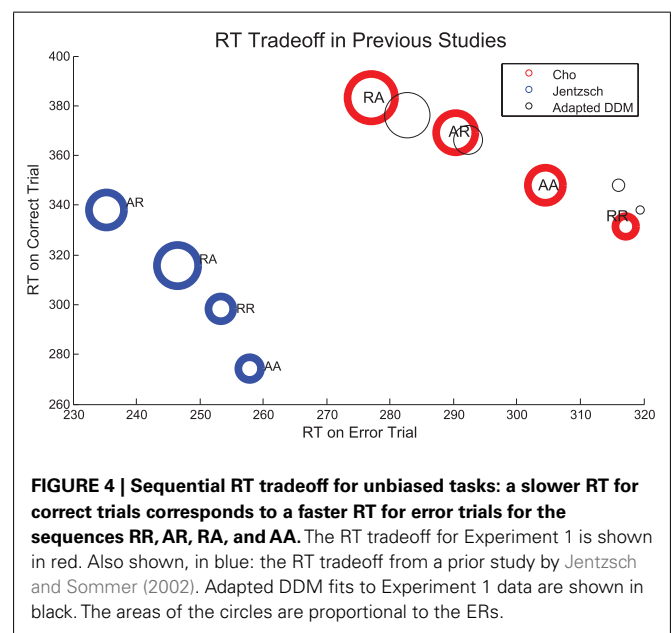 RT Tradeoff in Previous Studies
400
380
360
340
320
300
280
260
RT on Correct Trial
Cho
Jentzsch
Adapted DDM
RA
AR
AA
RR
AR
RA
RR
AA
230 240 250 260 270 280 290 300 310 320
RT on Error Trial
FIGURE 4 | Sequential RT tradeoff for unbiased tasks: a slower RT for
correct trials corresponds to a faster RT for error trials for the
sequences RR, AR, RA, and AA. The RT tradeoff for Experiment 1 is shown
in red. Also shown, in blue: the RT tradeoff from a prior study by Jentzsch
and Sommer (2002). Adapted DDM fits to Experiment 1 data are shown in
black. The areas of the circles are proportional to the ERs.